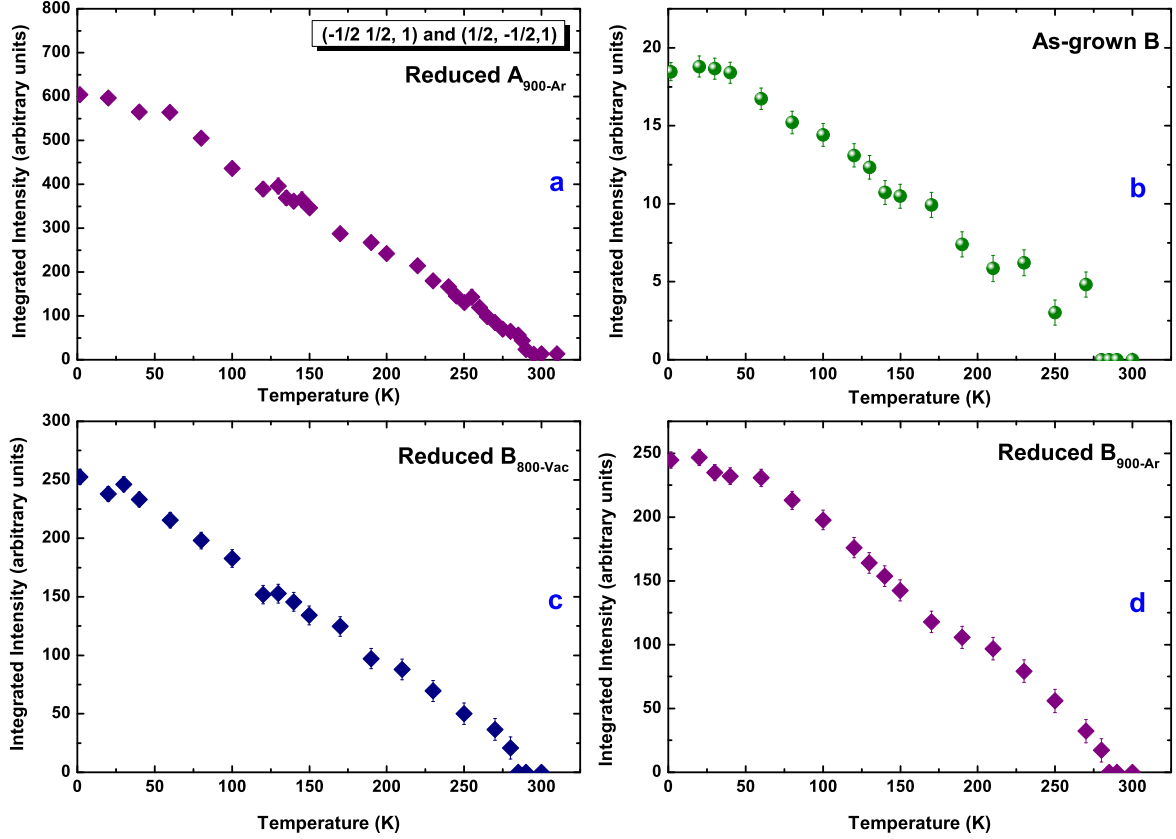 (-1/2 1/2, 1) and (1/2, -1/2,1)
Reduced A900-Ar
a
Integrated Intensity (arbitrary units)
800
700
600
500
400
300
200
100
0
0 50 100 150 200 250 300
Temperature (K)
As-grown B
b
Integrated Intensity (arbitrary units)
20
15
10
5
0
0 50 100 150 200 250 300
Temperature (K)
Reduced B800-Vac
c
Integrated Intensity (arbitrary units)
300
250
200
150
100
50
0
0 50 100 150 200 250 300
Temperature (K)
Reduced B900-Ar
d
Integrated Intensity (arbitrary units)
250
200
150
100
50
0
0 50 100 150 200 250 300
Temperature (K)